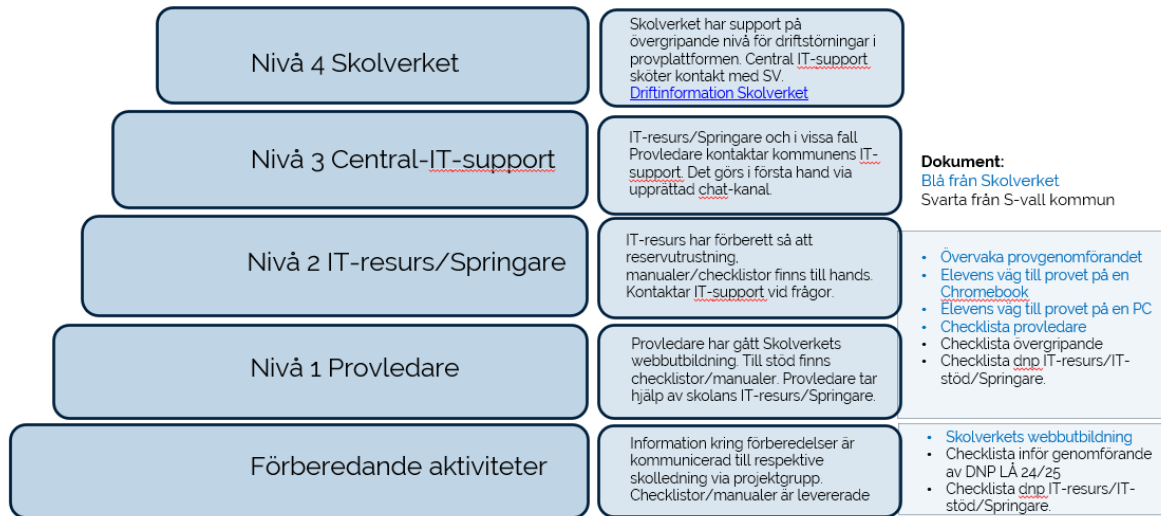 Nivå 4 Skolverket
Skolverket har support på
övergripande nivå för driftstörningar i
provplattformen. Central IT-support
sköter kontakt med SV.
Driftinformation Skolverket
Nivå 3 Central-IT-support
IT-resurs/Springare och i vissa fall
Provledare kontaktar kommunens IT-
support. Det görs i första hand via
upprättad chat-kanal.
Dokument:
Blå från Skolverket
Svarta från S-vall kommun
Nivå 2 IT-resurs/Springare
IT-resurs har förberett så att
reservutrustning,
manualer/checklistor finns till hands.
Kontaktar IT-support vid frågor.
• Övervaka provgenomförandet
• Elevens väg till provet på en
Chromebook
• Elevens väg till provet på en PC
• Checklista provledare
• Checklista övergripande
• Checklista dnp IT-resurs/IT-
stöd/Springare.
Nivå 1 Provledare
Provledare har gått Skolverkets
webbutbildning. Till stöd finns
checklistor/manualer. Provledare tar
hjälp av skolans IT-resurs/Springare.
Förberedande aktiviteter
Information kring förberedelser är
kommunicerad till respektive
skolledning via projektgrupp.
Checklistor/manualer är levererade
• Skolverkets webbutbildning
• Checklista inför genomförande
av DNP LÅ 24/25
• Checklista dnp IT-resurs/IT-
stöd/Springare.